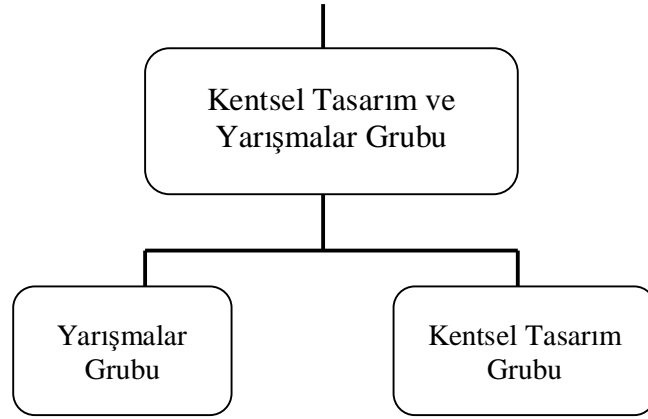 Kentsel Tasarım ve
Yarışmalar Grubu
Yarışmalar
Grubu
Kentsel Tasarım
Grubu